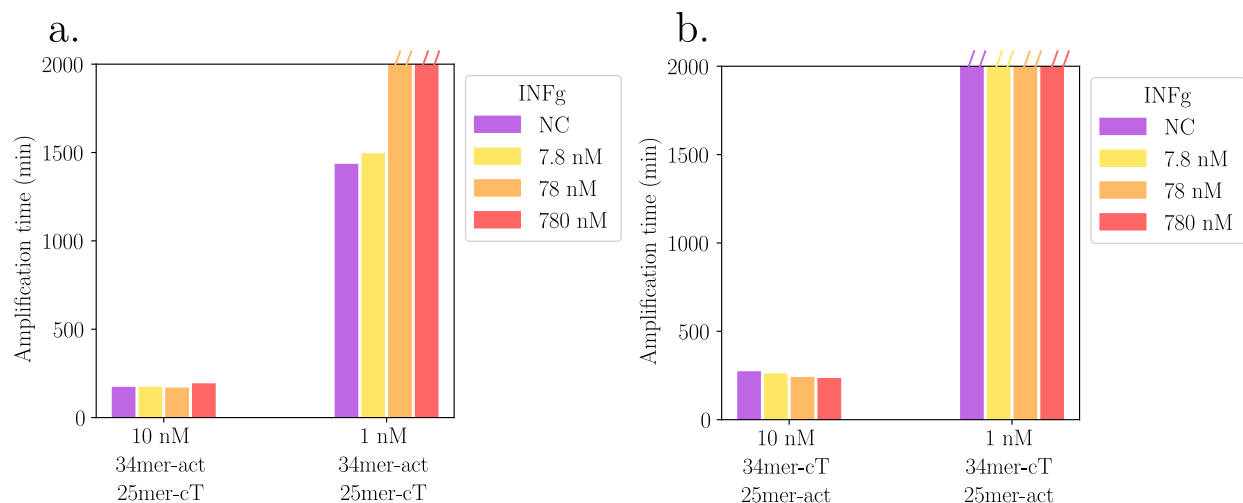 a.
Amplification time (min)
2000
1500
1000
500
0
10 nM
34mer-act
25mer-cT
1 nM
34mer-act
25mer-cT
INFg
NC
7.8 nM
78 nM
780 nM
b.
Amplification time (min)
2000
1500
1000
500
0
10 nM
34mer-cT
25mer-act
1 nM
34mer-cT
25mer-act
INFg
NC
7.8 nM
78 nM
780 nM